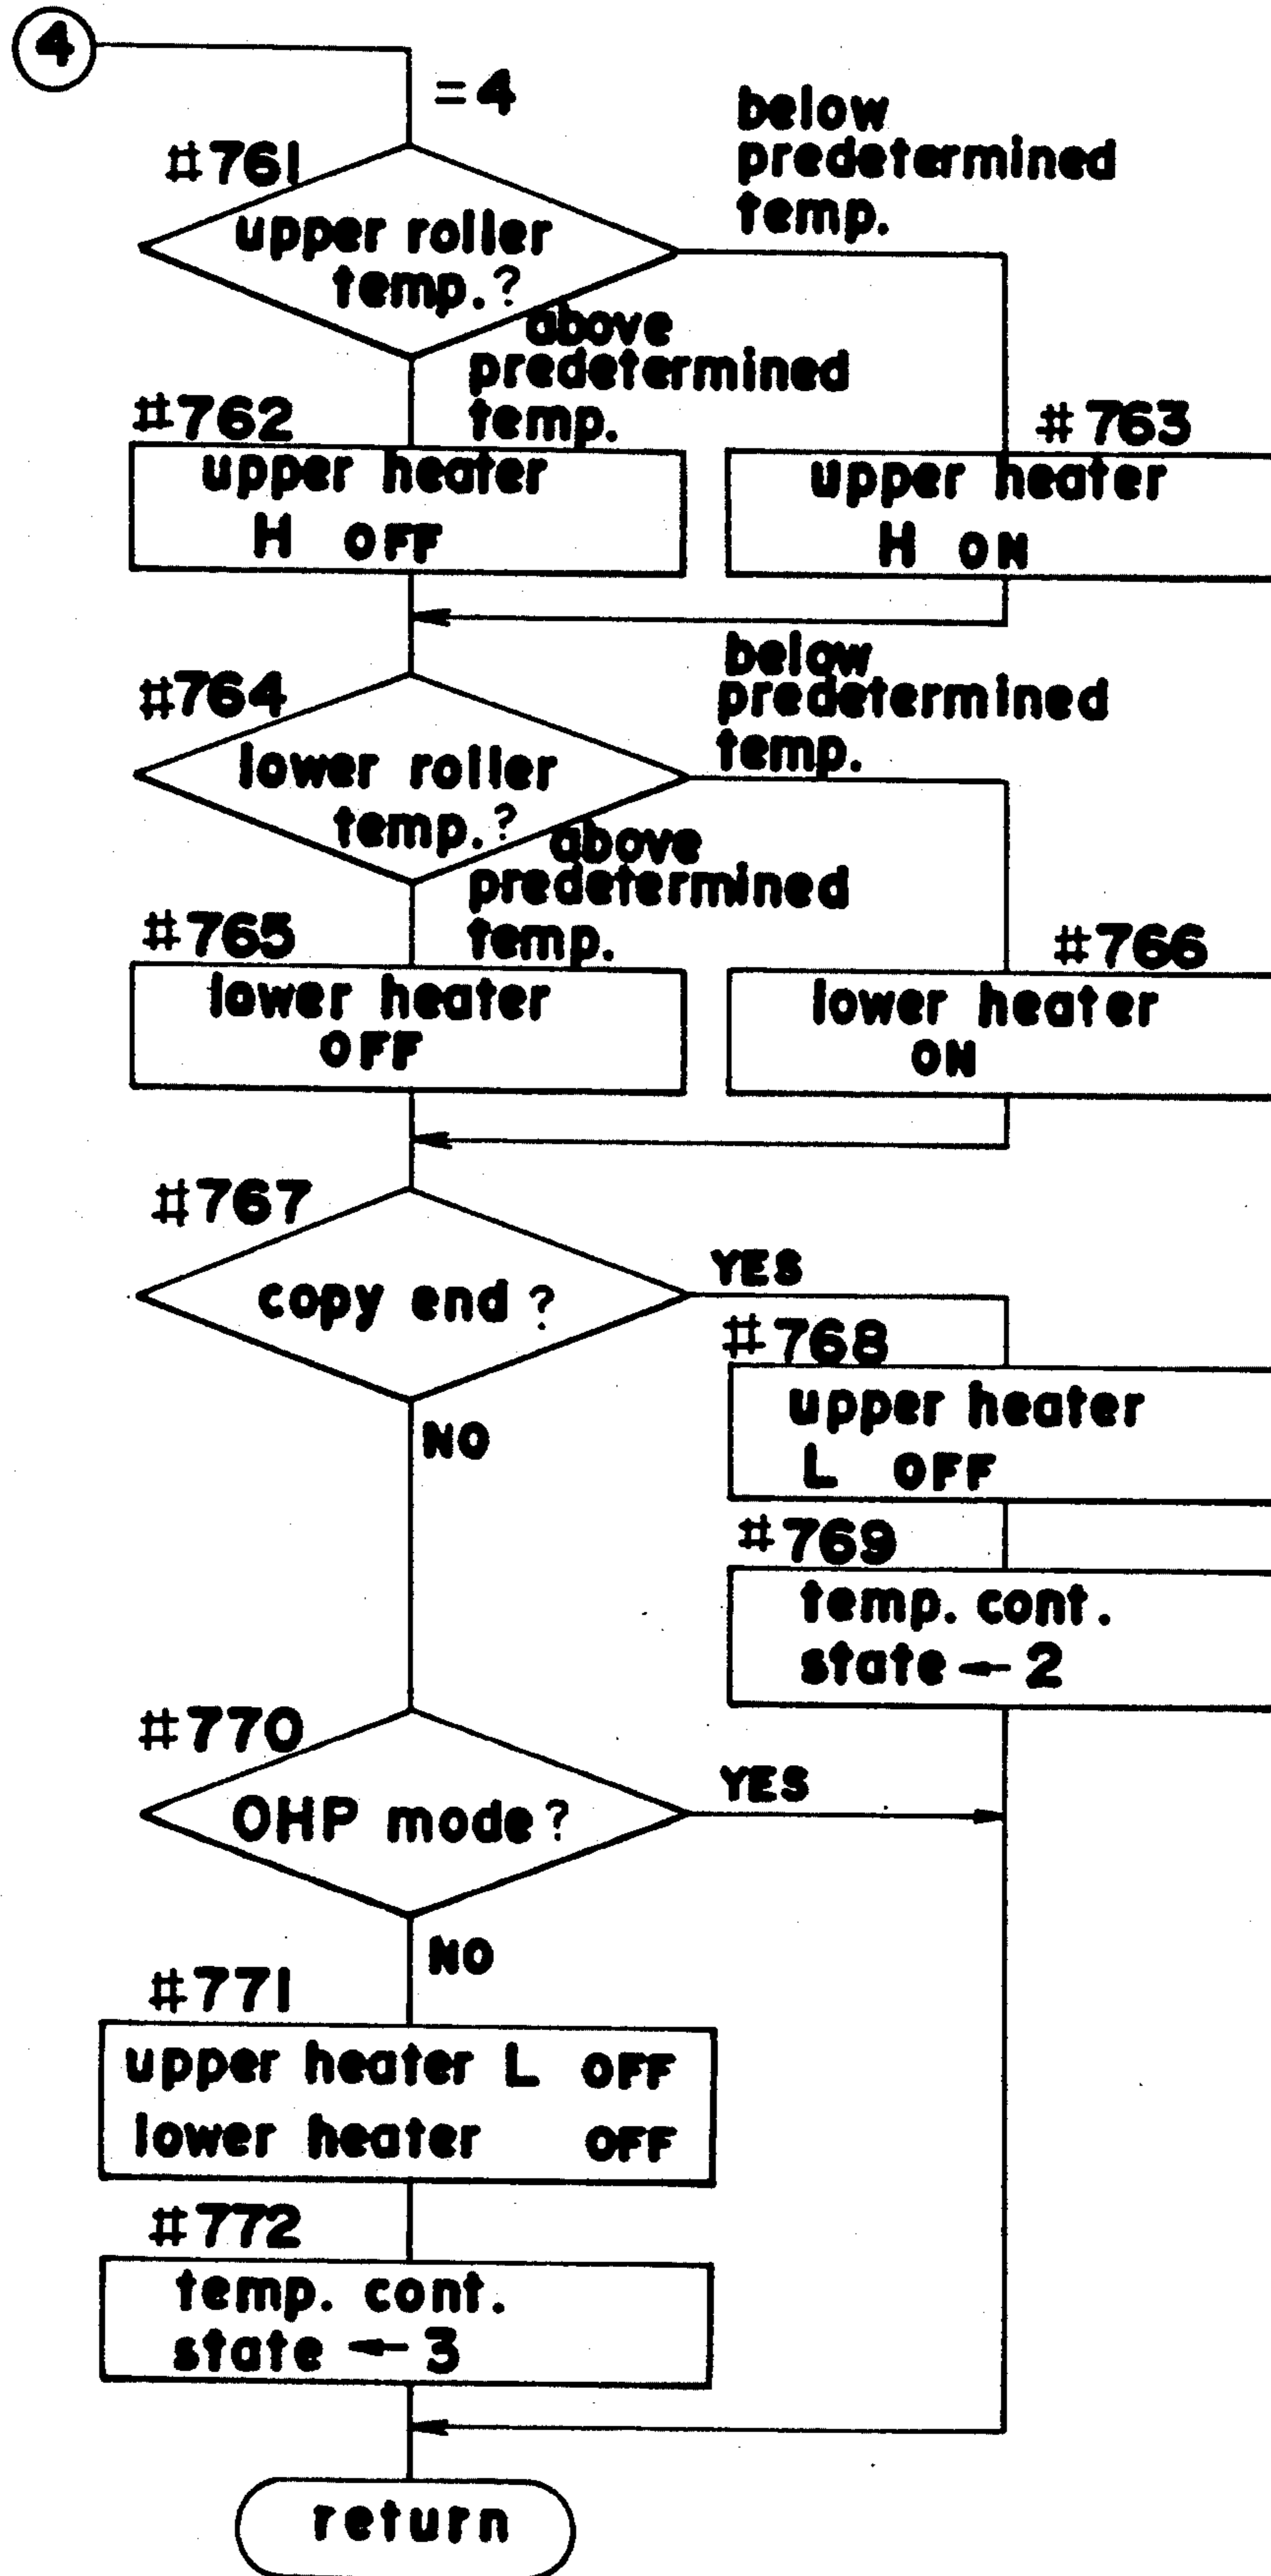 4
=4
#761
upper roller
temp.?
below
predetermined
temp.
above
predetermined
temp.
#762
upper heater
H OFF
#763
upper heater
H ON
#764
lower roller
temp.?
below
predetermined
temp.
above
predetermined
temp.
#765
lower heater
OFF
#766
lower heater
ON
#767
copy end ?
YES
NO
#768
upper heater
L OFF
#769
temp. cont.
state ← 2
#770
OHP mode?
YES
NO
#771
upper heater L OFF
lower heater OFF
#772
temp. cont.
state ← 3
return